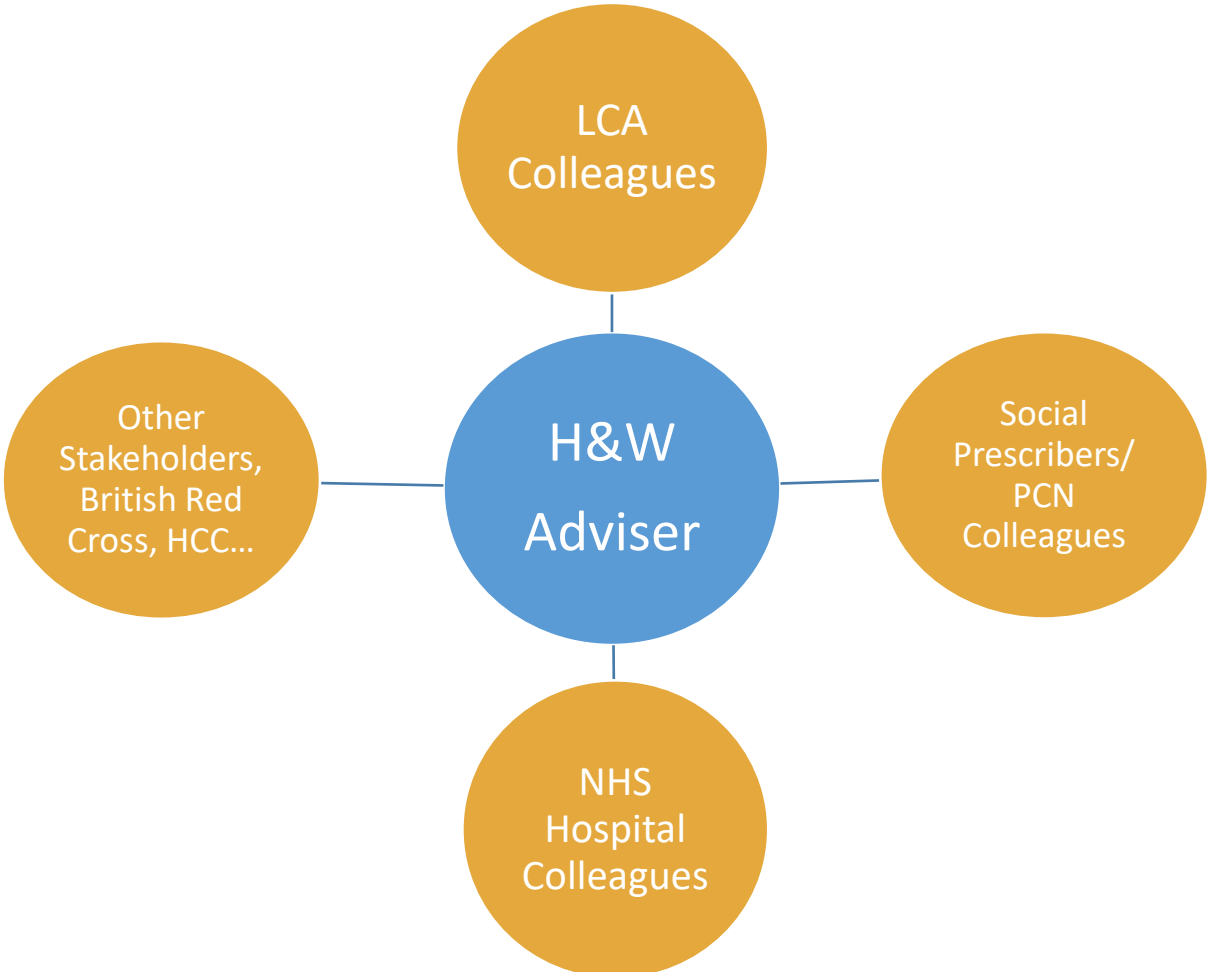 LCA
Colleagues
Other
Stakeholders,
British Red
Cross, HCC...
H&W
Adviser
Social
Prescribers/
PCN
Colleagues
NHS
Hospital
Colleagues